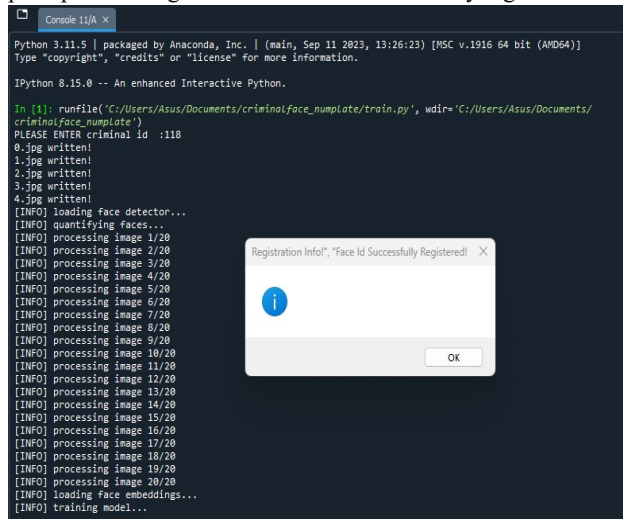 Console 11/A ×
Python 3.11.5 | packaged by Anaconda, Inc. | (main, Sep 11 2023, 13:26:23) [MSC v.1916 64 bit (AMD64)]
Type "copyright", "credits" or "license" for more information.
IPython 8.15.0 -- An enhanced Interactive Python.
In [1]: runfile('C:/Users/Asus/Documents/criminalface_numplate/train.py', wdir='C:/Users/Asus/Documents/
criminalface_numplate')
PLEASE ENTER criminal id :118
0.jpg written!
1.jpg written!
2.jpg written!
3.jpg written!
4.jpg written!
[INFO] loading face detector...
[INFO] quantifying faces...
[INFO] processing image 1/20
[INFO] processing image 2/20
[INFO] processing image 3/20
[INFO] processing image 4/20
[INFO] processing image 5/20
[INFO] processing image 6/20
[INFO] processing image 7/20
[INFO] processing image 8/20
[INFO] processing image 9/20
[INFO] processing image 10/20
[INFO] processing image 11/20
[INFO] processing image 12/20
[INFO] processing image 13/20
[INFO] processing image 14/20
[INFO] processing image 15/20
[INFO] processing image 16/20
[INFO] processing image 17/20
[INFO] processing image 18/20
[INFO] processing image 19/20
[INFO] processing image 20/20
[INFO] loading face embeddings...
[INFO] training model...
Registration Info!", "Face Id Successfully Registered!
OK